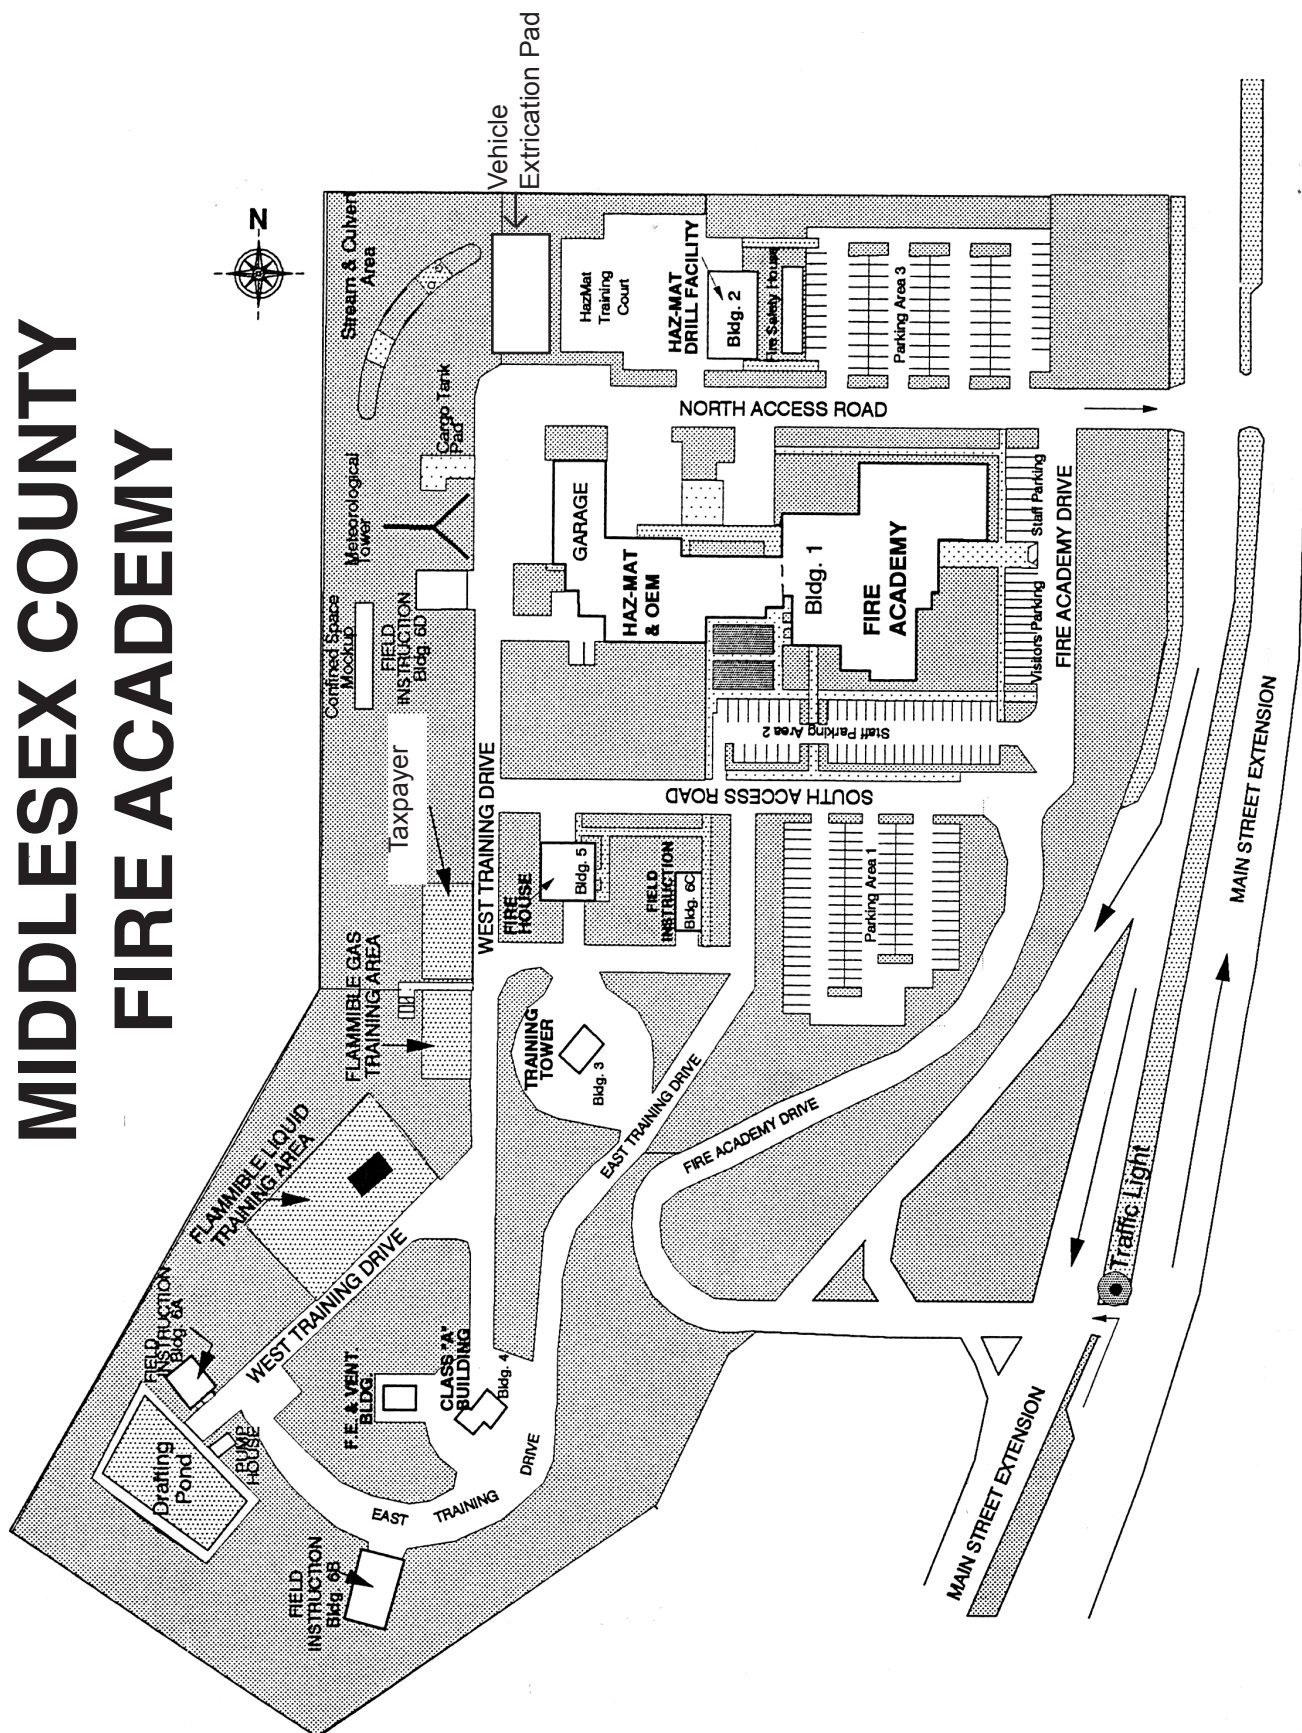 MIDDLESEX COUNTY
FIRE ACADEMY
N
Vehicle
Extrication Pad
Stream & Culvert
Area
HazMat
Training
Court
HAZ-MAT
DRILL FACILITY
Bldg. 2
Fire Safety House
Parking Area 3
Cargo Tank
Pad
NORTH ACCESS ROAD
Meteorological
Tower
GARAGE
HAZ-MAT
& OEM
Bldg. 1
FIRE
ACADEMY
Staff Parking
Visitors Parking
FIRE ACADEMY DRIVE
Confined Space
Mockup
FIELD
INSTRUCTION
Bldg. 6D
Staff Parking Area 2
Taxpayer
WEST TRAINING DRIVE
SOUTH ACCESS ROAD
MAIN STREET EXTENSION
FIRE
HOUSE
Bldg. 5
FIELD
INSTRUCTION
Bldg. 6C
Parking Area 1
FLAMMIBLE GAS
TRAINING AREA
TRAINING
TOWER
Bldg. 3
EAST TRAINING DRIVE
FIRE ACADEMY DRIVE
FLAMMIBLE LIQUID
TRAINING AREA
Traffic Light
WEST TRAINING DRIVE
FIELD
INSTRUCTION
Bldg. 6A
F.E. & VENT
BLDG.
CLASS "A"
BUILDING
Bldg. 4
Drafting
Pond
PUMP
HOUSE
EAST TRAINING DRIVE
FIELD
INSTRUCTION
Bldg. 6B
MAIN STREET EXTENSION